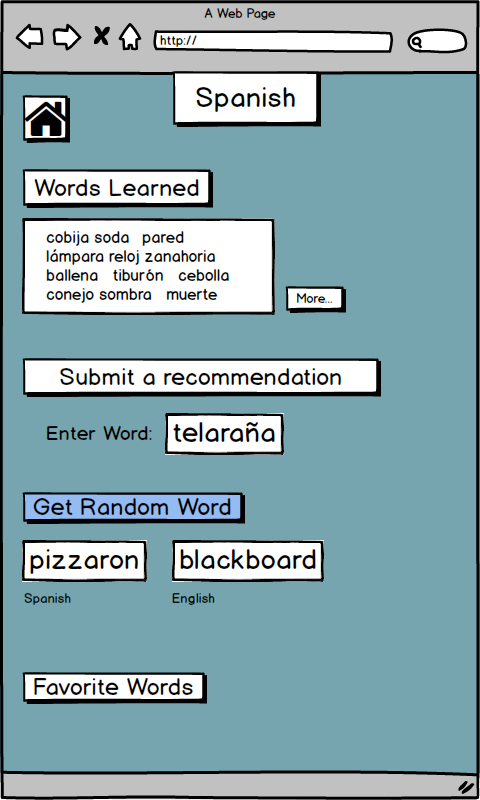 A Web Page
http://
Spanish
Words Learned
cobija soda pared
lámpara reloj zanahoria
ballena tiburón cebolla
conejo sombra muerte
More...
Submit a recommendation
Enter Word: telaraña
Get Random Word
pizzaron blackboard
Spanish English
Favorite Words